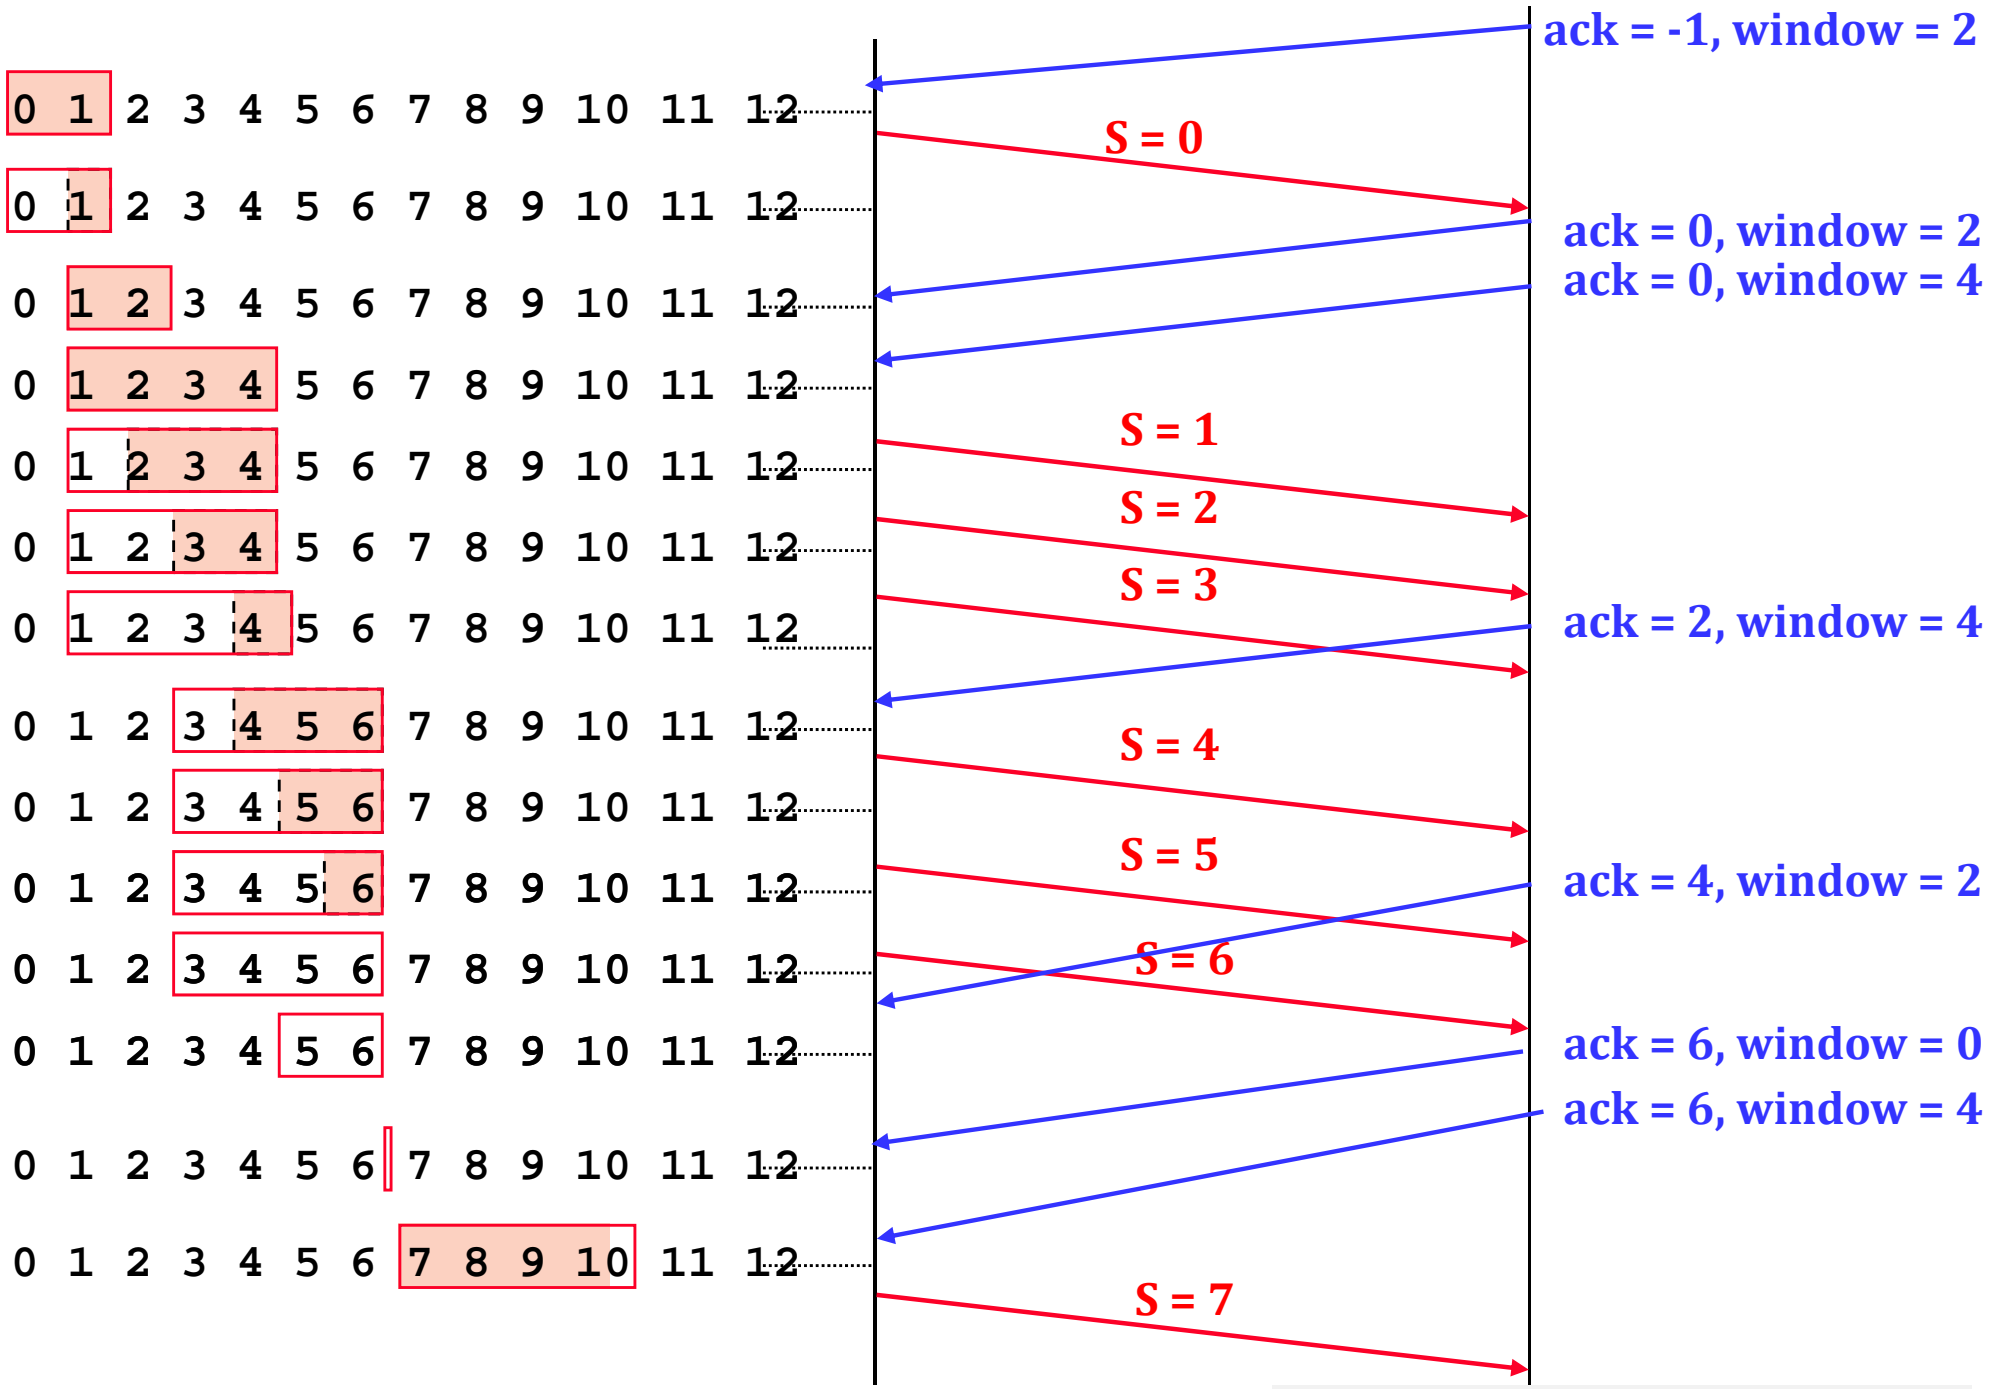 ack = -1, window = 2
0 1 2 3 4 5 6 7 8 9 10 11 12
S = 0
0 1 2 3 4 5 6 7 8 9 10 11 12
ack = 0, window = 2
ack = 0, window = 4
0 1 2 3 4 5 6 7 8 9 10 11 12
0 1 2 3 4 5 6 7 8 9 10 11 12
S = 1
0 1 2 3 4 5 6 7 8 9 10 11 12
S = 2
0 1 2 3 4 5 6 7 8 9 10 11 12
S = 3
0 1 2 3 4 5 6 7 8 9 10 11 12
ack = 2, window = 4
0 1 2 3 4 5 6 7 8 9 10 11 12
S = 4
0 1 2 3 4 5 6 7 8 9 10 11 12
S = 5
0 1 2 3 4 5 6 7 8 9 10 11 12
ack = 4, window = 2
0 1 2 3 4 5 6 7 8 9 10 11 12
S = 6
0 1 2 3 4 5 6 7 8 9 10 11 12
ack = 6, window = 0
ack = 6, window = 4
0 1 2 3 4 5 6 7 8 9 10 11 12
0 1 2 3 4 5 6 7 8 9 10 11 12
S = 7